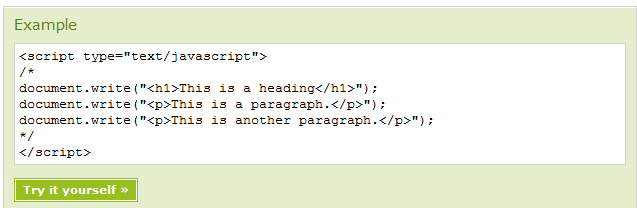 Example
<script type="text/javascript">
/*
document.write("<h1>This is a heading</h1>");
document.write("<p>This is a paragraph.</p>");
document.write("<p>This is another paragraph.</p>");
*/
</script>
Try it yourself »